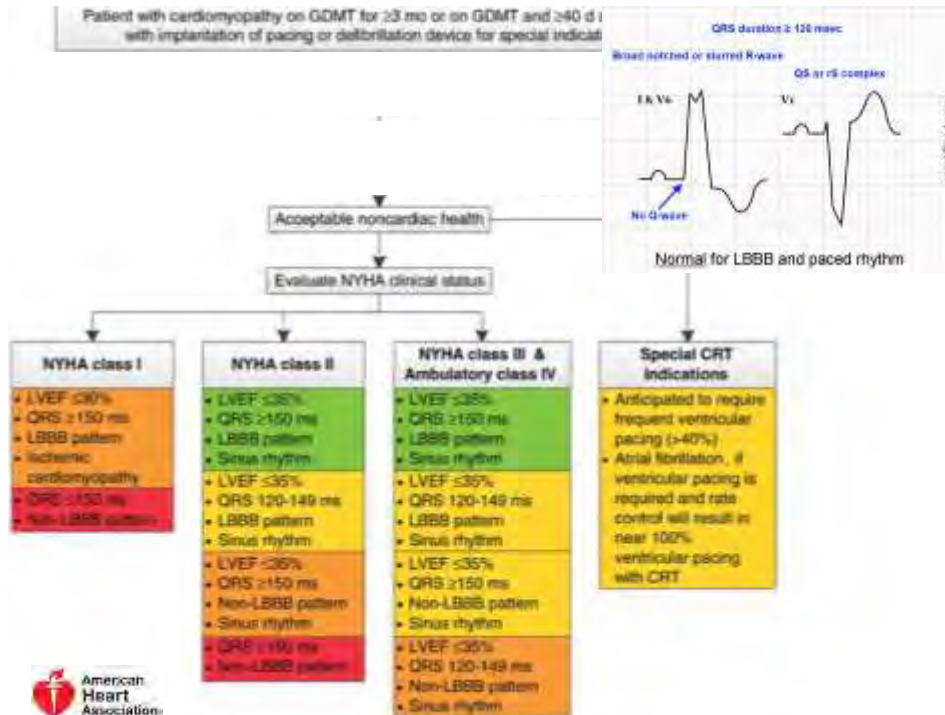 Patient with cardiomyopathy on GDMT for ≥3 mo or on GDMT and ≥40 d
with implantation of pacing or defibrillation device for special
QRS duration ≥ 120 msec
Broad notched or slurred R-wave
QS or rS complex
I & V6
V1
No Q-wave
Normal for LBBB and paced rhythm
Acceptable noncardiac health
Evaluate NYHA clinical status
NYHA class I
• LVEF ≤30%
• QRS ≥150 ms
• LBBB pattern
• Ischemic
cardiomyopathy
• QRS ≤150 ms
• Non-LBBB pattern
NYHA class II
• LVEF ≤35%
• QRS ≥150 ms
• LBBB pattern
• Sinus rhythm
• LVEF ≤35%
• QRS 120-149 ms
• LBBB pattern
• Sinus rhythm
• LVEF ≤35%
• QRS ≥150 ms
• Non-LBBB pattern
• Sinus rhythm
• QRS ≤150 ms
• Non-LBBB pattern
NYHA class III &
Ambulatory class IV
• LVEF ≤35%
• QRS ≥150 ms
• LBBB pattern
• Sinus rhythm
• LVEF ≤35%
• QRS 120-149 ms
• LBBB pattern
• Sinus rhythm
• LVEF ≤35%
• QRS ≥150 ms
• Non-LBBB pattern
• Sinus rhythm
• LVEF ≤35%
• QRS 120-149 ms
• Non-LBBB pattern
• Sinus rhythm
Special CRT
Indications
• Anticipated to require
frequent ventricular
pacing (>40%)
• Atrial fibrillation, if
ventricular pacing is
required and rate
control will result in
near 100%
ventricular pacing
with CRT
American
Heart
Association